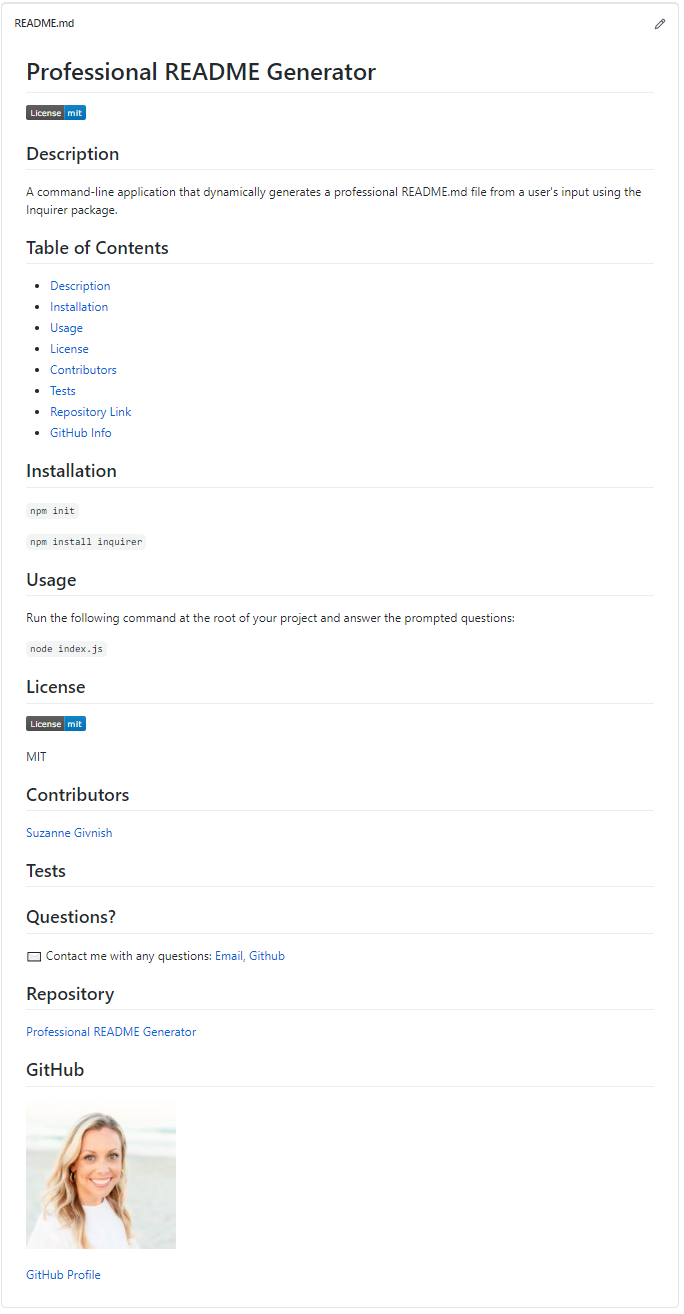 README.md
Professional README Generator
License mit
Description
A command-line application that dynamically generates a professional README.md file from a user's input using the
Inquirer package.
Table of Contents
Description
Installation
Usage
License
Contributors
Tests
Repository Link
GitHub Info
Installation
npm init
npm install inquirer
Usage
Run the following command at the root of your project and answer the prompted questions:
node index.js
License
License mit
MIT
Contributors
Suzanne Givnish
Tests
Questions?
Contact me with any questions: Email, Github
Repository
Professional README Generator
GitHub
GitHub Profile